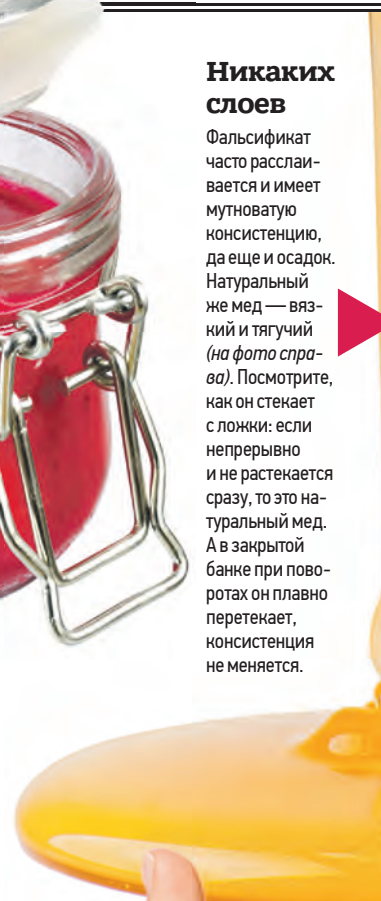 Никаких
слоев
Фальсификат
часто расслаи-
вается и имеет
мутноватую
консистенцию,
да еще и осадок.
Натуральный
же мед — вяз-
кий и тягучий
(на фото спра-
ва). Посмотрите,
как он стекает
с ложки: если
непрерывно
и не растекается
сразу, то это на-
туральный мед.
А в закрытой
банке при пово-
ротах он плавно
перетекает,
консистенция
не меняется.